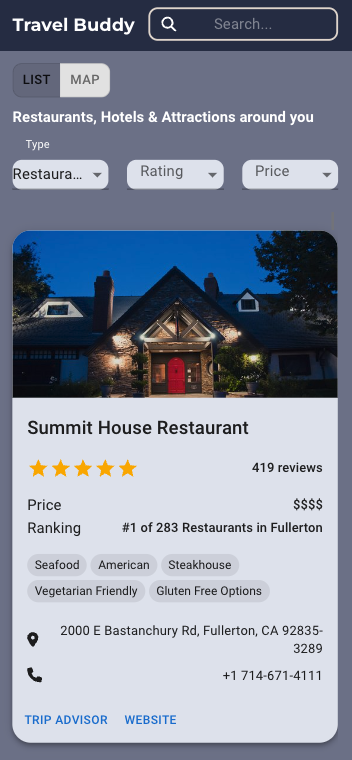 Travel Buddy
Search...
LIST
MAP
Restaurants, Hotels & Attractions around you
Type
Restaura...
Rating
Price
Summit House Restaurant
419 reviews
Price
$$$$
Ranking
#1 of 283 Restaurants in Fullerton
Seafood
American
Steakhouse
Vegetarian Friendly
Gluten Free Options
2000 E Bastanchury Rd, Fullerton, CA 92835-
3289
+1 714-671-4111
TRIP ADVISOR
WEBSITE